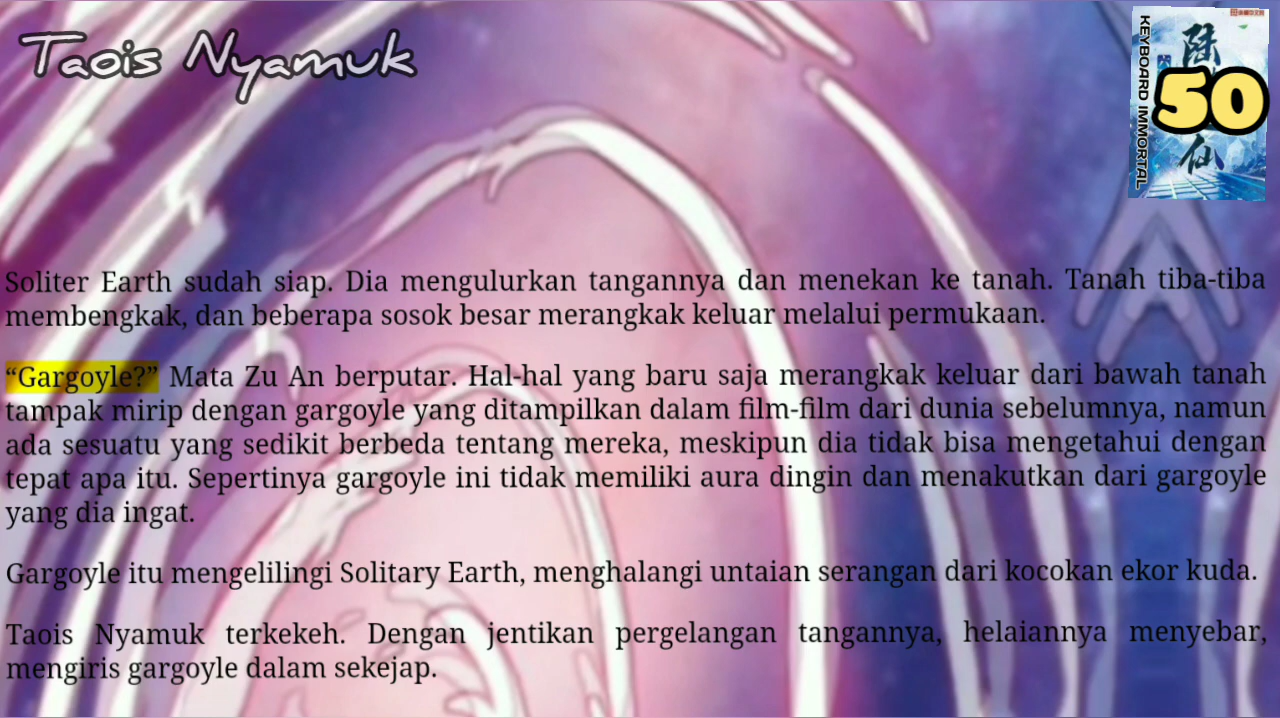 Taois Nyamuk
KEYBOARD IMMORTAL
陆
仙
50
Soliter Earth sudah siap. Dia mengulurkan tangannya dan menekan ke tanah. Tanah tiba-tiba
membengkak, dan beberapa sosok besar merangkak keluar melalui permukaan.
“Gargoyle?” Mata Zu An berputar. Hal-hal yang baru saja merangkak keluar dari bawah tanah
tampak mirip dengan gargoyle yang ditampilkan dalam film-film dari dunia sebelumnya, namun
ada sesuatu yang sedikit berbeda tentang mereka, meskipun dia tidak bisa mengetahui dengan
tepat apa itu. Sepertinya gargoyle ini tidak memiliki aura dingin dan menakutkan dari gargoyle
yang dia ingat.
Gargoyle itu mengelilingi Solitary Earth, menghalangi untaian serangan dari kocokan ekor kuda.
Taois Nyamuk terkekeh. Dengan jentikan pergelangan tangannya, helaiannya menyebar,
mengiris gargoyle dalam sekejap.